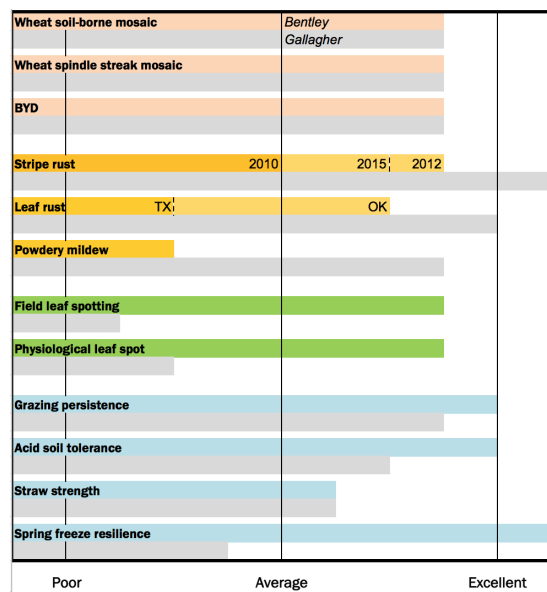 Wheat soil-borne mosaic Bentley
Gallagher
Wheat spindle streak mosaic
BYD
Stripe rust 2010 2015 2012
Leaf rust TX OK
Powdery mildew
Field leaf spotting
Physiological leaf spot
Grazing persistence
Acid soil tolerance
Straw strength
Spring freeze resilience
Poor Average Excellent